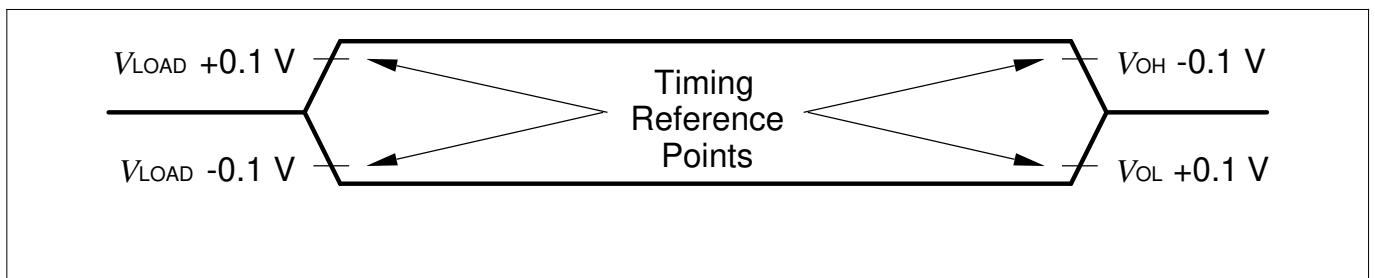 VLOAD +0.1 V
VLOAD -0.1 V
Timing
Reference
Points
VOH -0.1 V
VOL +0.1 V